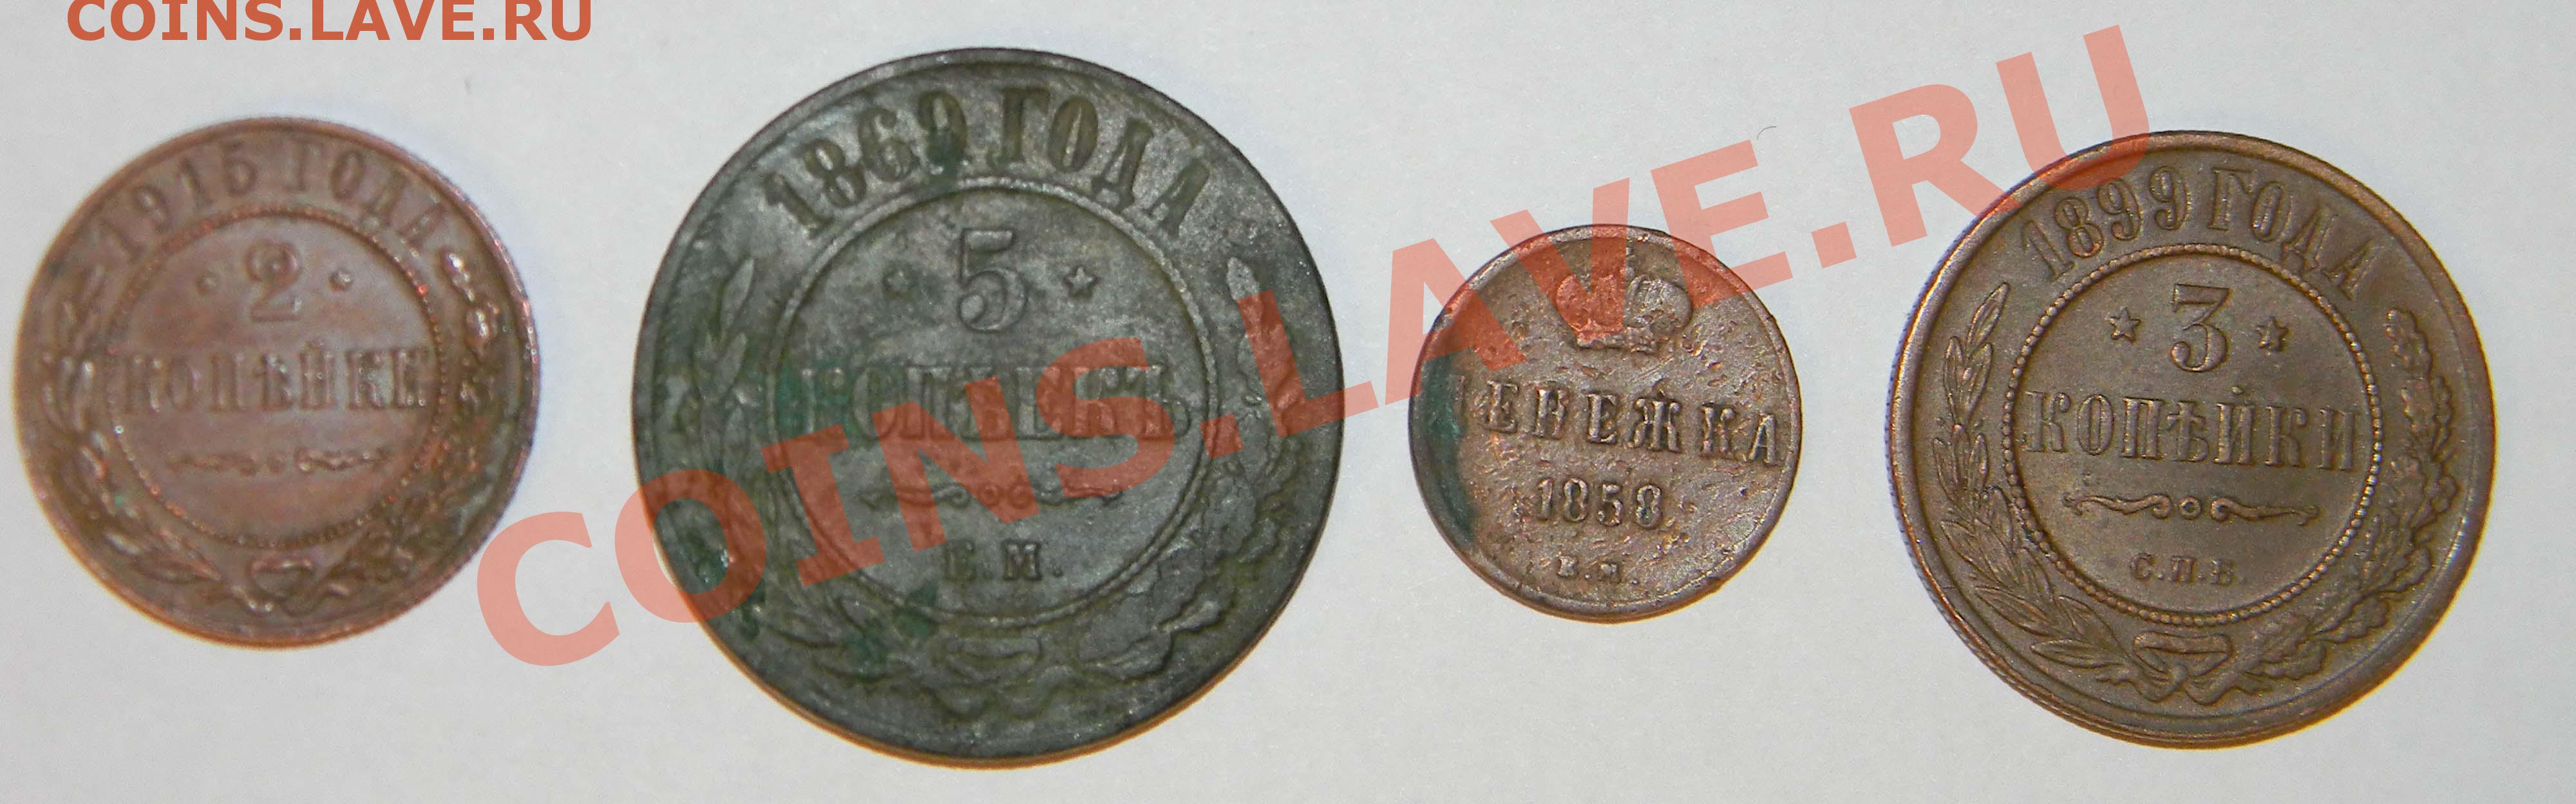 COINS.LAVE.RU
1915 ГОДА
2
КОПѢЙКИ
1869 ГОДА
5
КОПѢЕКЪ
Е.М.
ДЕНЕЖКА
1858
Е.М.
1899 ГОДА
3
КОПѢЙКИ
С.П.Б.
COINS.LAVE.RU